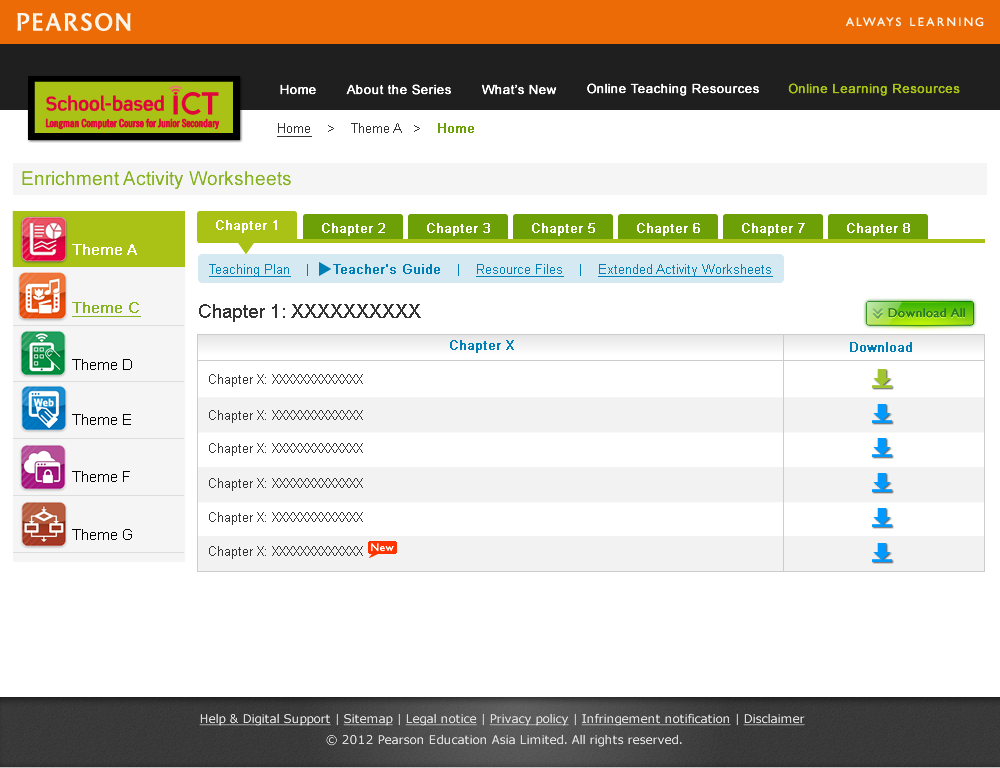 PEARSON
ALWAYS LEARNING
School-based iCT
Longman Computer Course for Junior Secondary
Home About the Series What's New Online Teaching Resources Online Learning Resources
Home > Theme A > Home
Enrichment Activity Worksheets
Theme A
Theme C
Theme D
Web
Theme E
Theme F
Theme G
Chapter 1 Chapter 2 Chapter 3 Chapter 5 Chapter 6 Chapter 7 Chapter 8
Teaching Plan | Teacher's Guide | Resource Files | Extended Activity Worksheets
Chapter 1: XXXXXXXXXX
Download All
Chapter X Download
Chapter X: XXXXXXXXXXXXX
Chapter X: XXXXXXXXXXXXX
Chapter X: XXXXXXXXXXXXX
Chapter X: XXXXXXXXXXXXX
Chapter X: XXXXXXXXXXXXX
Chapter X: XXXXXXXXXXXXX New
Help & Digital Support | Sitemap | Legal notice | Privacy policy | Infringement notification | Disclaimer
© 2012 Pearson Education Asia Limited. All rights reserved.